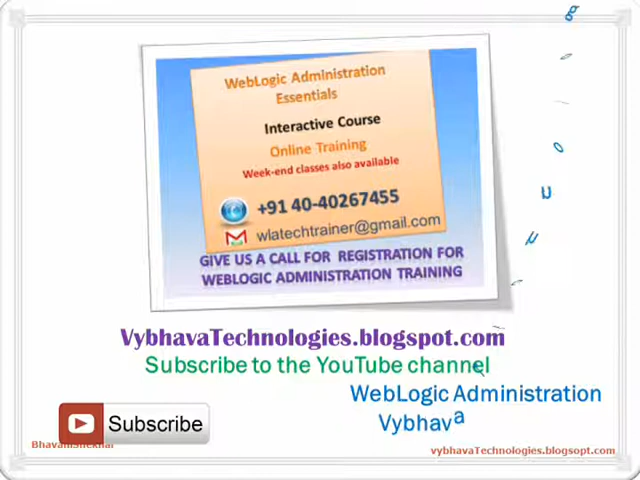 WebLogic Administration
Essentials
Interactive Course
Online Training
Week-end classes also available
+91 40-40267455
wlatechtrainer@gmail.com
GIVE US A CALL FOR REGISTRATION FOR
WEBLOGIC ADMINISTRATION TRAINING
VybhavaTechnologies.blogspot.com
Subscribe to the YouTube channel
WebLogic Administration
Vybhava
Subscribe
vybhavaTechnologies.blogsopt.com